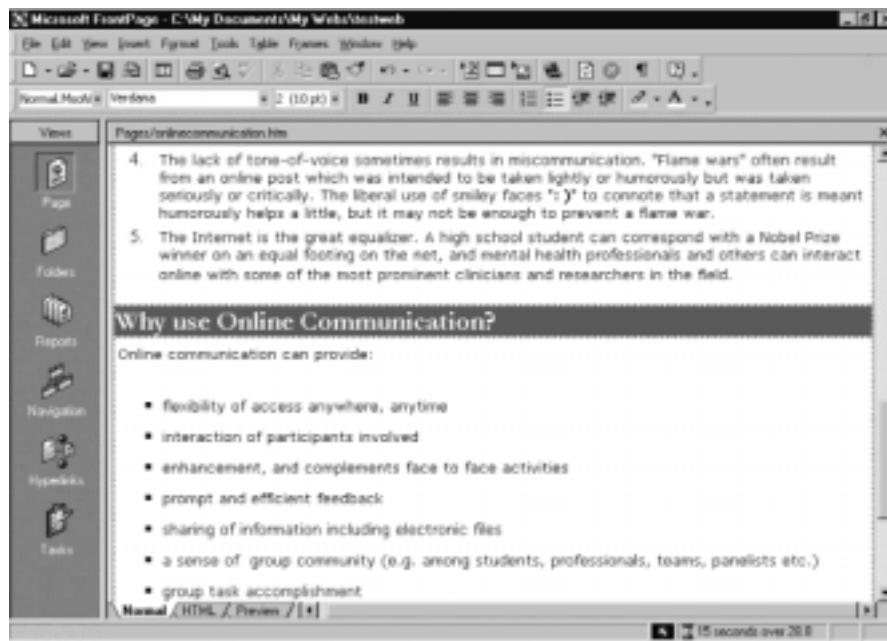 Microsoft FrontPage - C:\My Documents\My Webs\testweb
File Edit View Insert Format Tools Table Frames Window Help
Verdana 2 (10 pt) B I U A
Views Pages/onlinecommunication.htm
Page
Folders
Reports
Navigation
Hyperlinks
Tasks
4. The lack of tone-of-voice sometimes results in miscommunication. "Flame wars" often result
from an online post which was intended to be taken lightly or humorously but was taken
seriously or critically. The liberal use of smiley faces ": )" to connote that a statement is meant
humorously helps a little, but it may not be enough to prevent a flame war.
5. The Internet is the great equalizer. A high school student can correspond with a Nobel Prize
winner on an equal footing on the net, and mental health professionals and others can interact
online with some of the most prominent clinicians and researchers in the field.
Why use Online Communication?
Online communication can provide:
▪ flexibility of access anywhere, anytime
▪ interaction of participants involved
▪ enhancement, and complements face to face activities
▪ prompt and efficient feedback
▪ sharing of information including electronic files
▪ a sense of group community (e.g. among students, professionals, teams, panelists etc.)
▪ group task accomplishment
Normal HTML Preview
15 seconds over 28.8